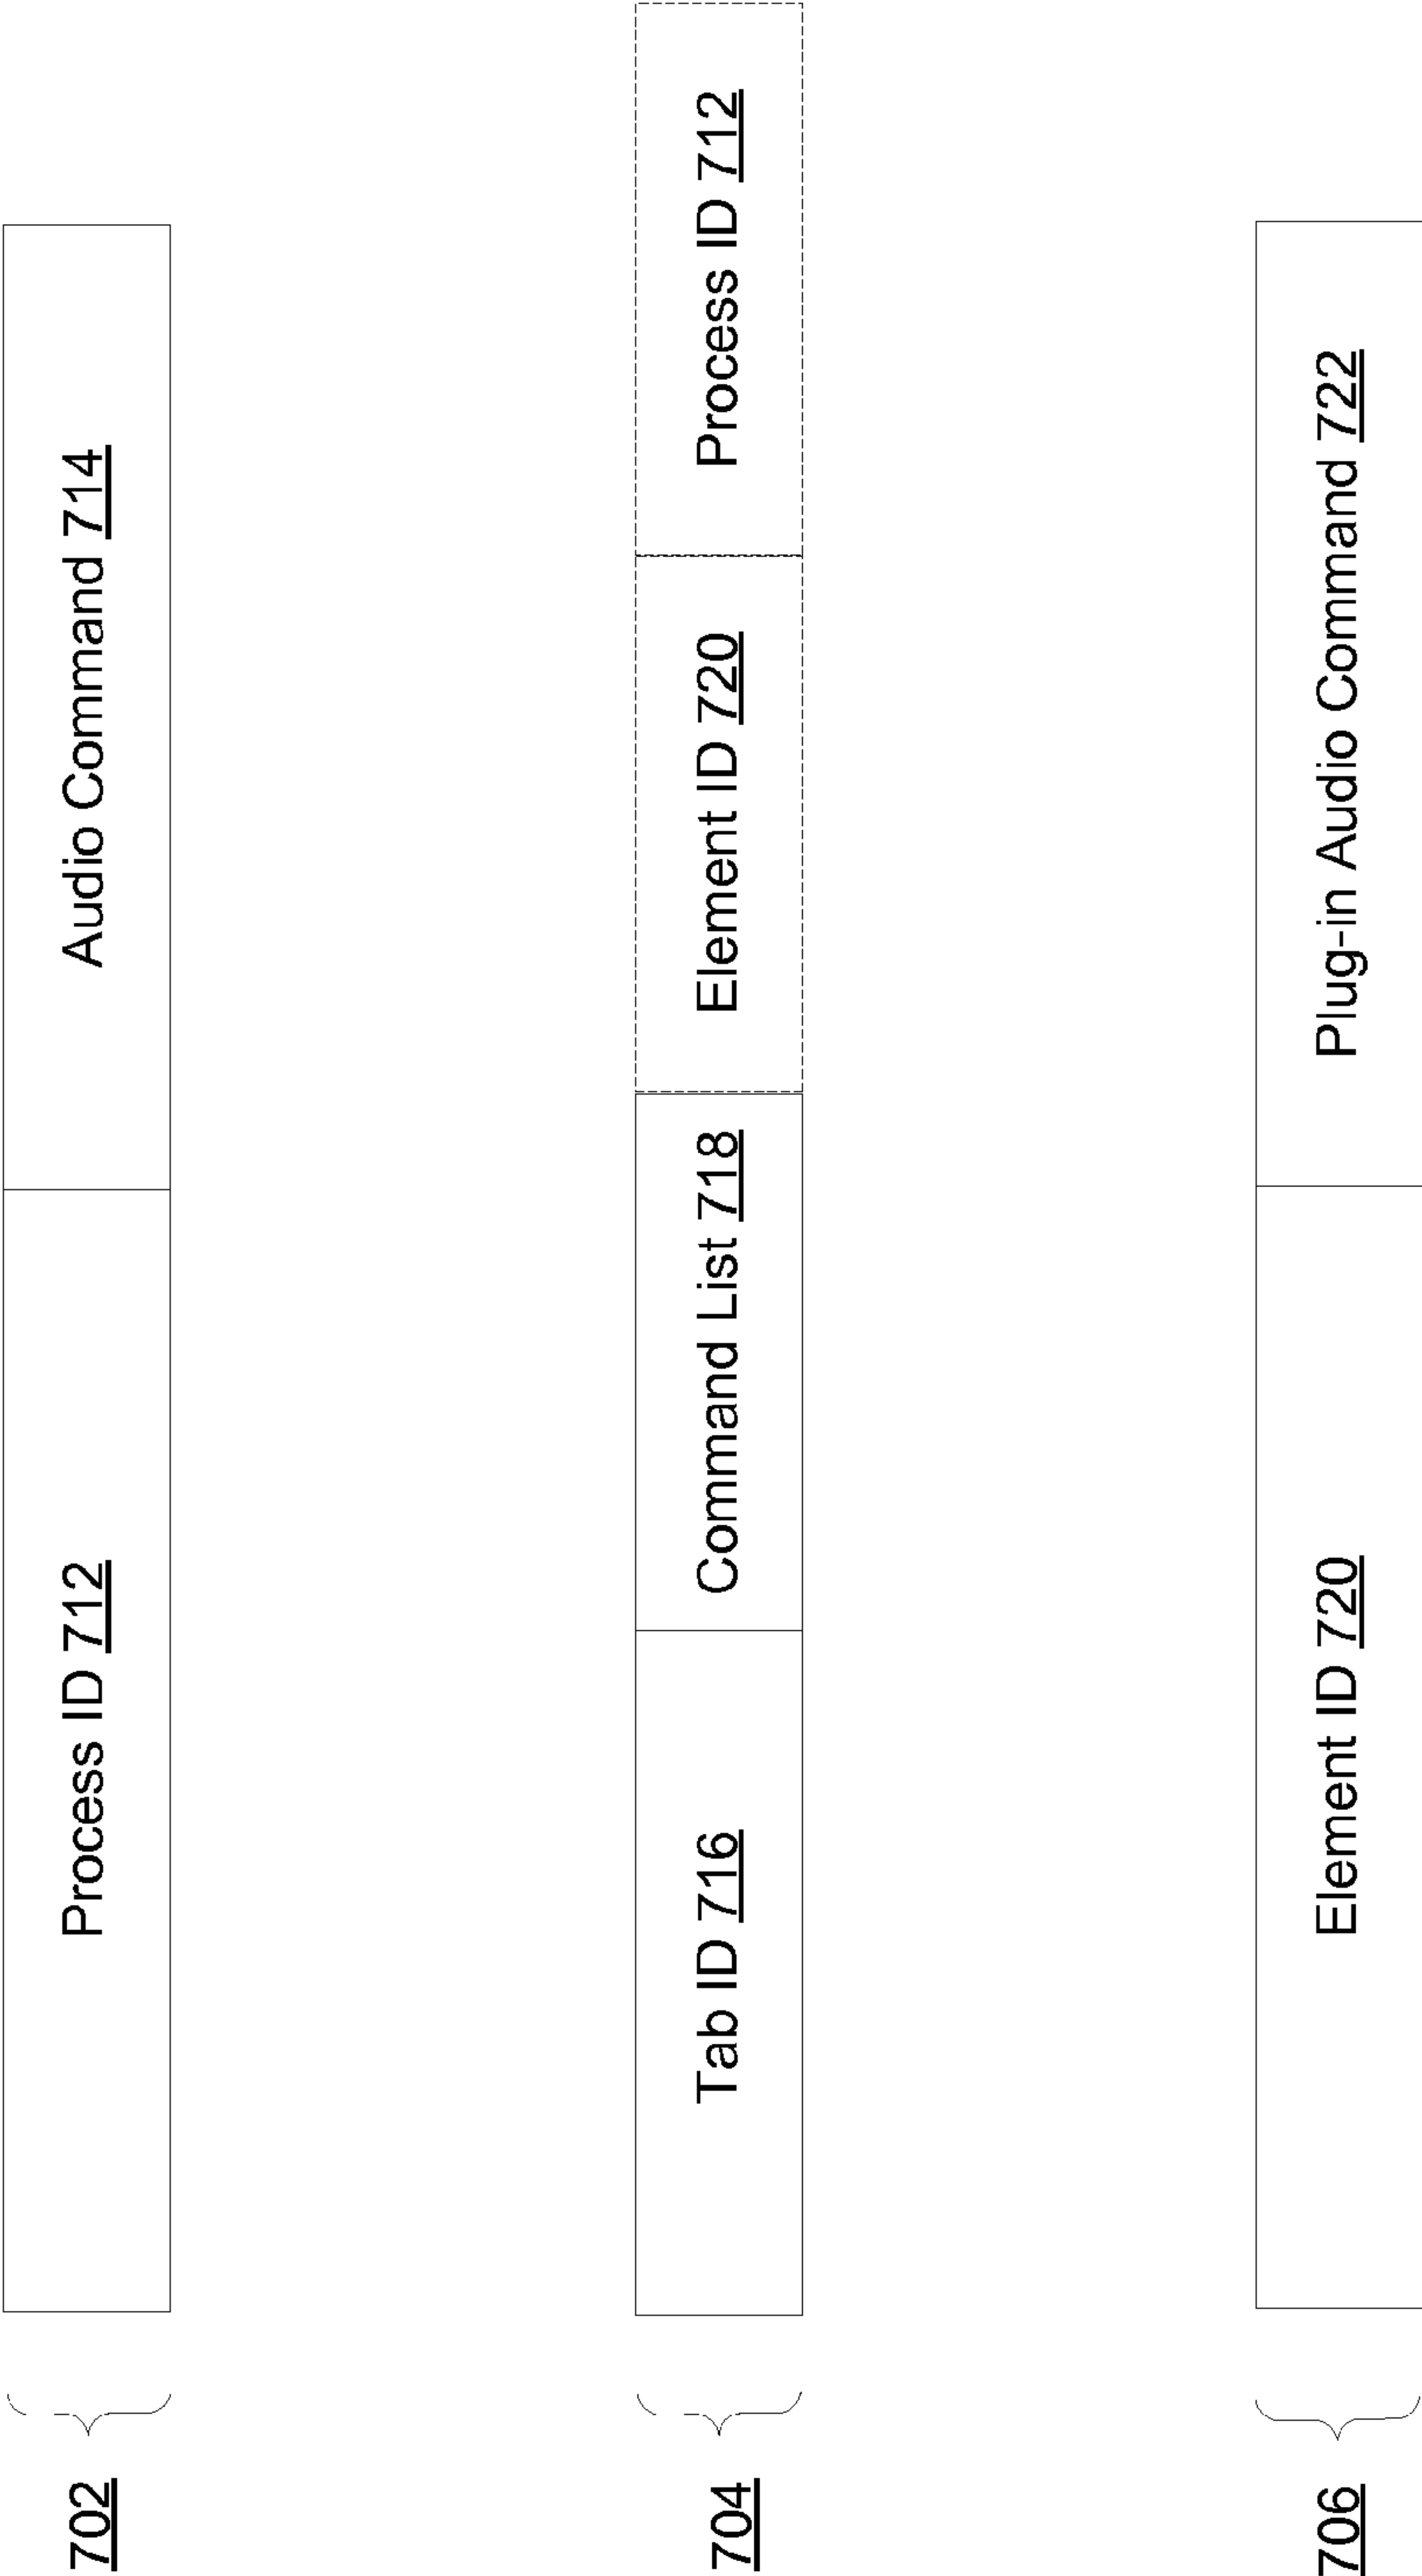 702 Process ID 712 Audio Command 714
704 Tab ID 716 Command List 718 Element ID 720 Process ID 712
706 Element ID 720 Plug-in Audio Command 722